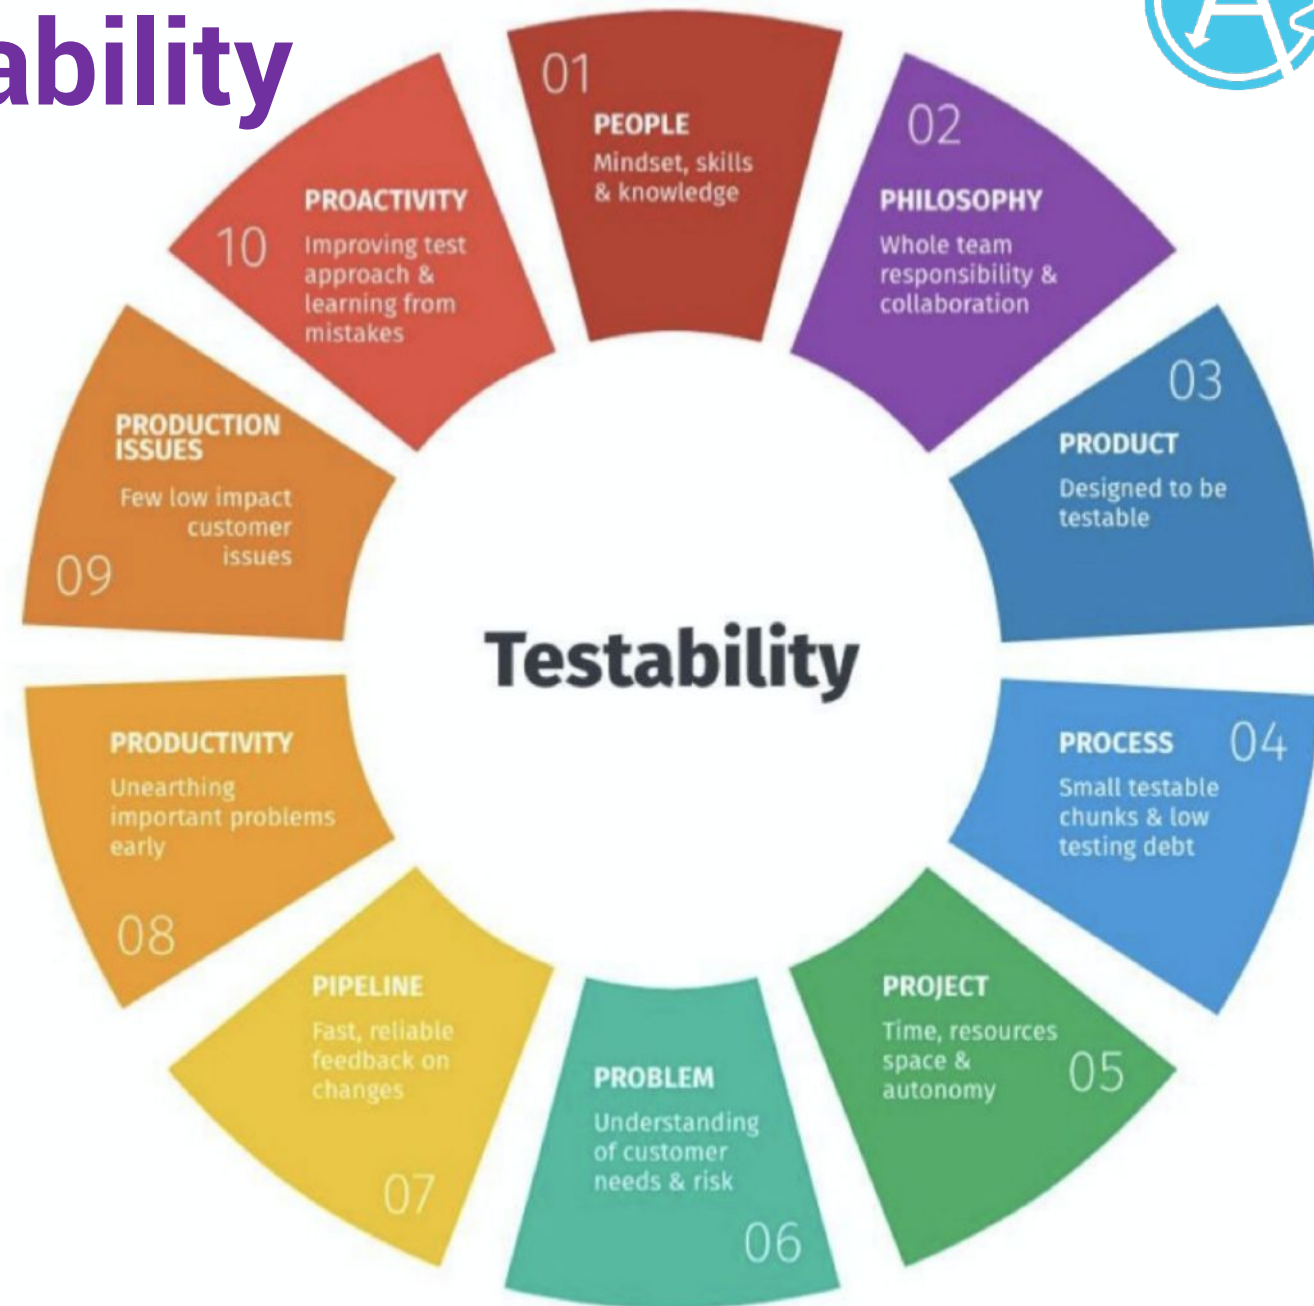 ability
01
PEOPLE
Mindset, skills
& knowledge
02
PHILOSOPHY
Whole team
responsibility &
collaboration
03
PRODUCT
Designed to be
testable
PROCESS 04
Small testable
chunks & low
testing debt
PROJECT
Time, resources
space &
autonomy
05
PROBLEM
Understanding
of customer
needs & risk
06
PIPELINE
Fast, reliable
feedback on
changes
07
PRODUCTIVITY
Unearthing
important problems
early
08
PRODUCTION
ISSUES
Few low impact
customer
issues
09
PROACTIVITY
10
Improving test
approach &
learning from
mistakes
Testability